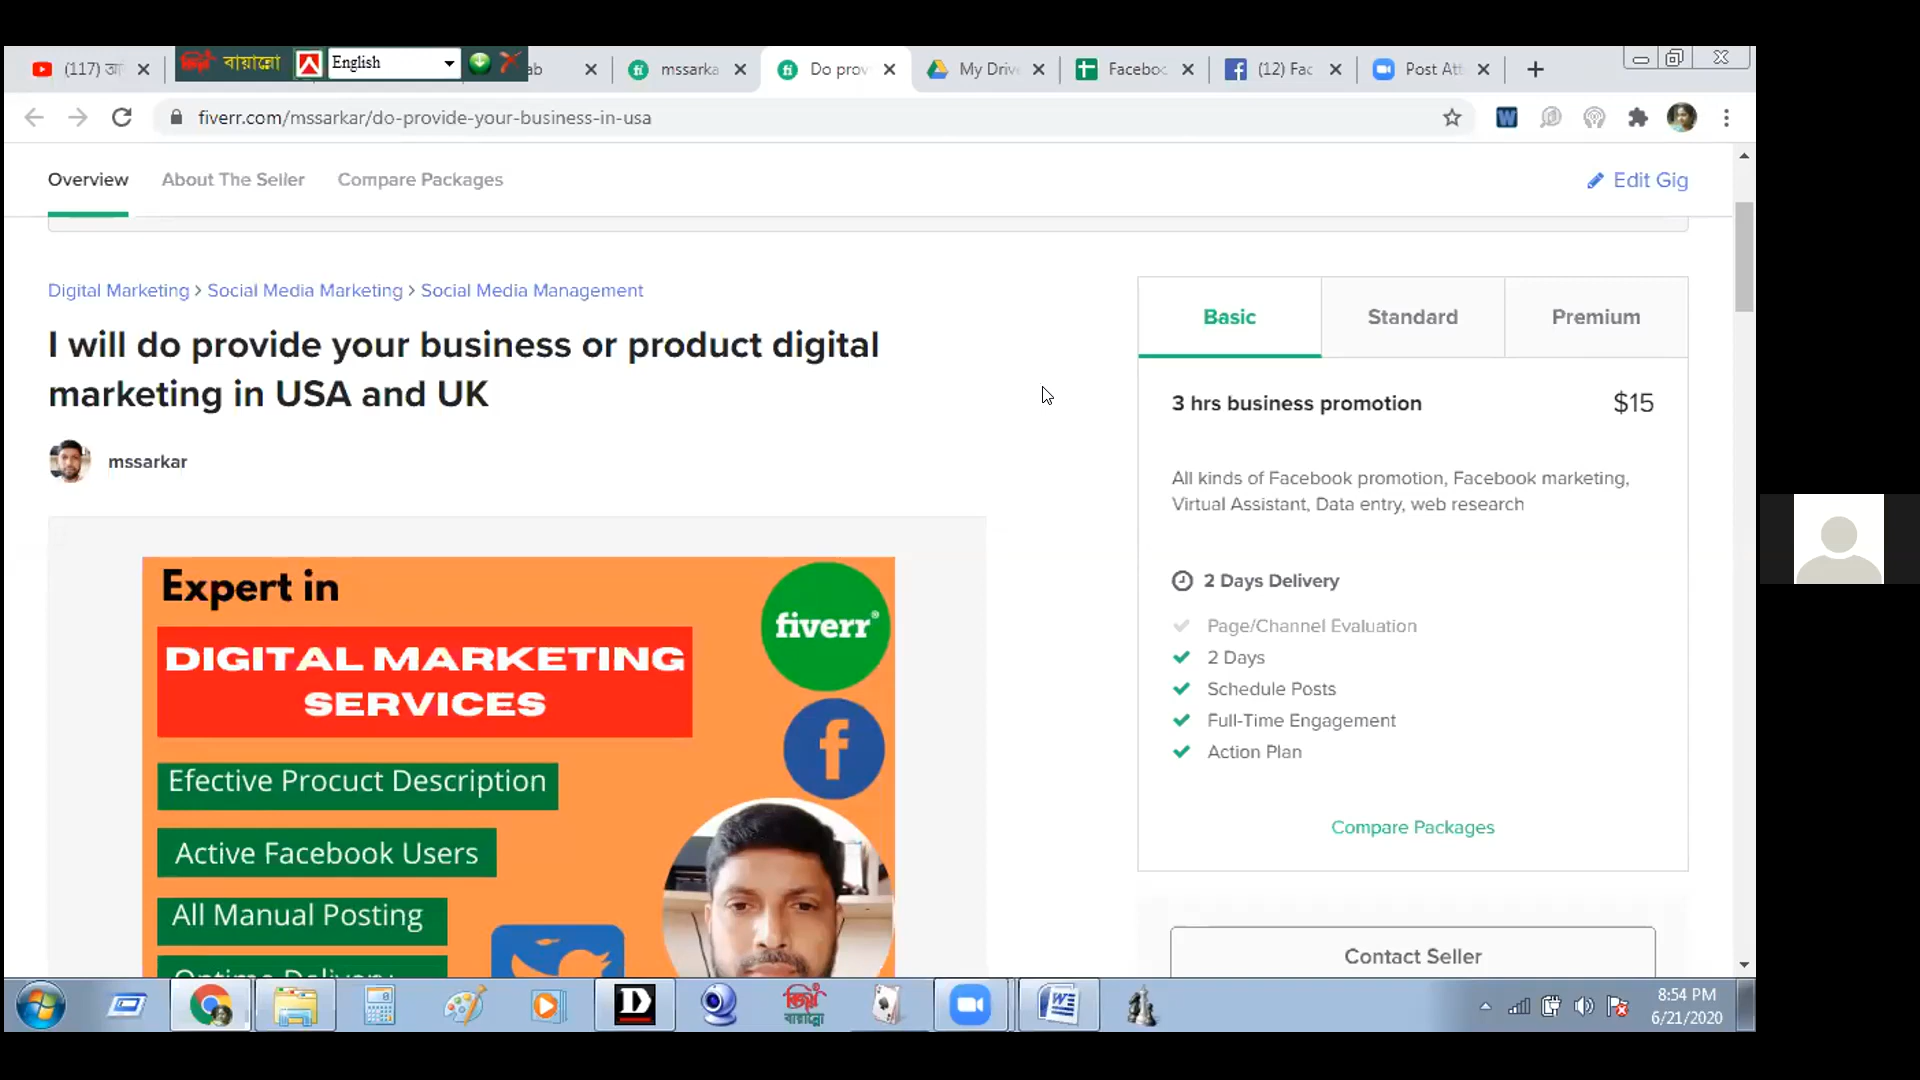 (117) আ
বায়ান্নো
English
ab
mssarka
Do prov
My Driv
Faceboo
(12) Fac
Post Att
fiverr.com/mssarkar/do-provide-your-business-in-usa
Overview
About The Seller
Compare Packages
Edit Gig
Digital Marketing > Social Media Marketing > Social Media Management
I will do provide your business or product digital
marketing in USA and UK
mssarkar
Expert in
fiverr®
DIGITAL MARKETING
SERVICES
Efective Procuct Description
Active Facebook Users
All Manual Posting
Ontime Delivery
Basic
Standard
Premium
3 hrs business promotion
$15
All kinds of Facebook promotion, Facebook marketing,
Virtual Assistant, Data entry, web research
2 Days Delivery
Page/Channel Evaluation
2 Days
Schedule Posts
Full-Time Engagement
Action Plan
Compare Packages
Contact Seller
বায়ান্নো
8:54 PM
6/21/2020